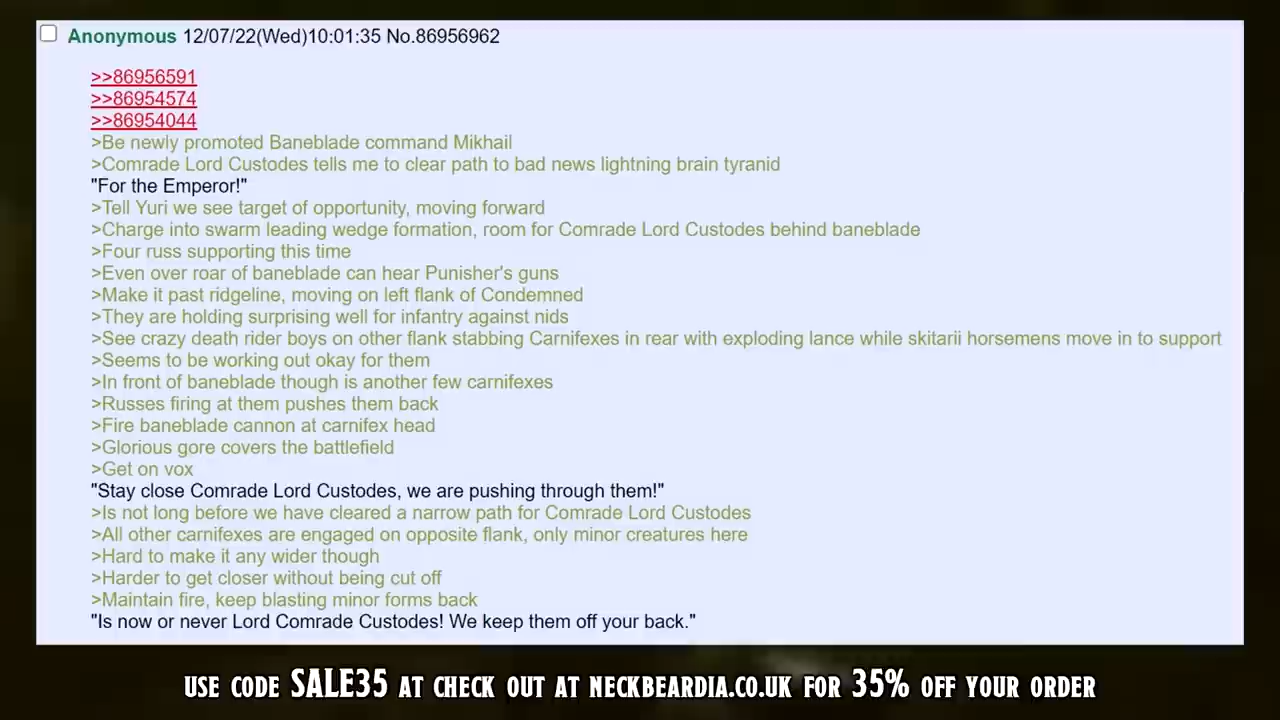 Anonymous 12/07/22(Wed)10:01:35 No.86956962
>>86956591
>>86954574
>>86954044
>Be newly promoted Baneblade command Mikhail
>Comrade Lord Custodes tells me to clear path to bad news lightning brain tyranid
"For the Emperor!"
>Tell Yuri we see target of opportunity, moving forward
>Charge into swarm leading wedge formation, room for Comrade Lord Custodes behind baneblade
>Four russ supporting this time
>Even over roar of baneblade can hear Punisher's guns
>Make it past ridgeline, moving on left flank of Condemned
>They are holding surprising well for infantry against nids
>See crazy death rider boys on other flank stabbing Carnifexes in rear with exploding lance while skitarii horsemens move in to support
>Seems to be working out okay for them
>In front of baneblade though is another few carnifexes
>Russes firing at them pushes them back
>Fire baneblade cannon at carnifex head
>Glorious gore covers the battlefield
>Get on vox
"Stay close Comrade Lord Custodes, we are pushing through them!"
>Is not long before we have cleared a narrow path for Comrade Lord Custodes
>All other carnifexes are engaged on opposite flank, only minor creatures here
>Hard to make it any wider though
>Harder to get closer without being cut off
>Maintain fire, keep blasting minor forms back
"Is now or never Lord Comrade Custodes! We keep them off your back."
USE CODE SALE35 AT CHECK OUT AT NECKBEARDIA.CO.UK FOR 35% OFF YOUR ORDER